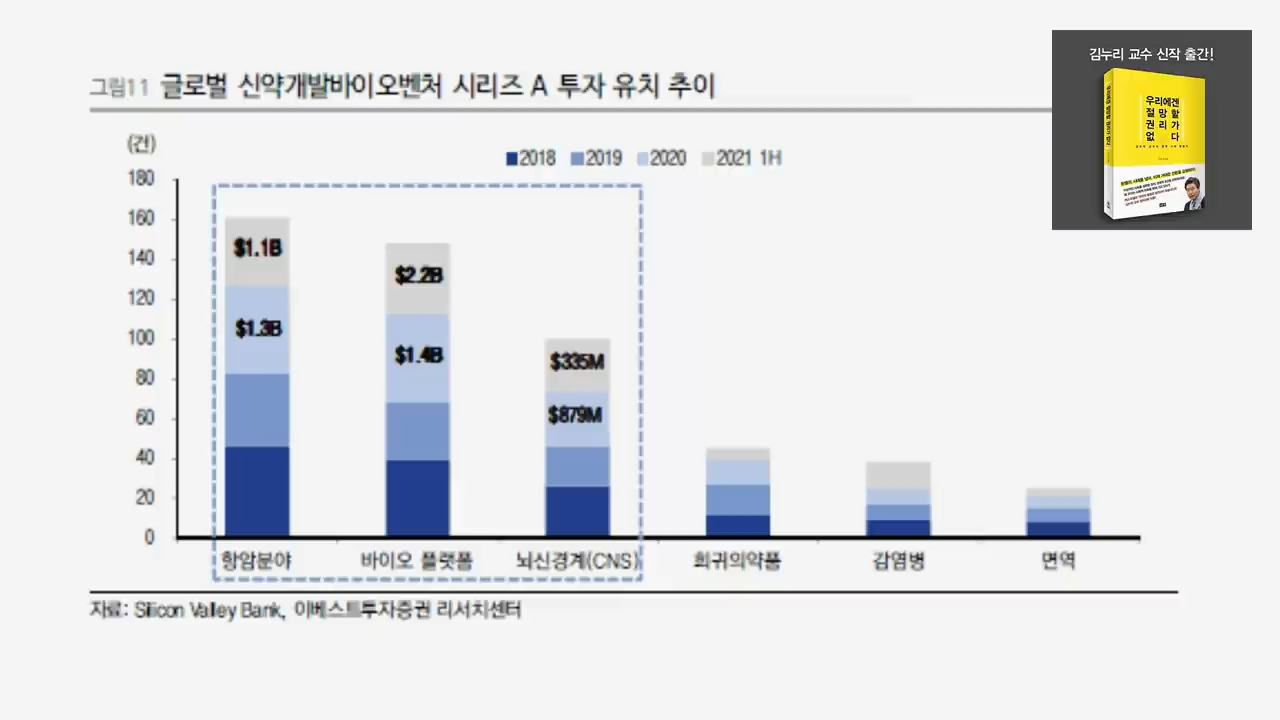 김누리 교수 신작 출간!
우리에겐
절망할
권리가
없다
그림11 글로벌 신약개발바이오벤처 시리즈 A 투자 유치 추이
(건)
2018 2019 2020 2021 1H
180
160
140
120
100
80
60
40
20
0
$1.1B
$1.3B
$2.2B
$1.4B
$335M
$879M
항암분야 바이오 플랫폼 뇌신경계(CNS) 희귀의약품 감염병 면역
자료: Silicon Valley Bank, 이베스트투자증권 리서치센터